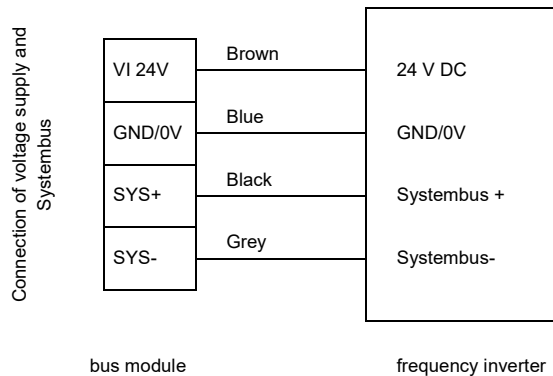 Connection of voltage supply and
Systembus
VI 24V
Brown
24 V DC
GND/0V
Blue
GND/0V
SYS+
Black
Systembus +
SYS-
Grey
Systembus-
bus module
frequency inverter